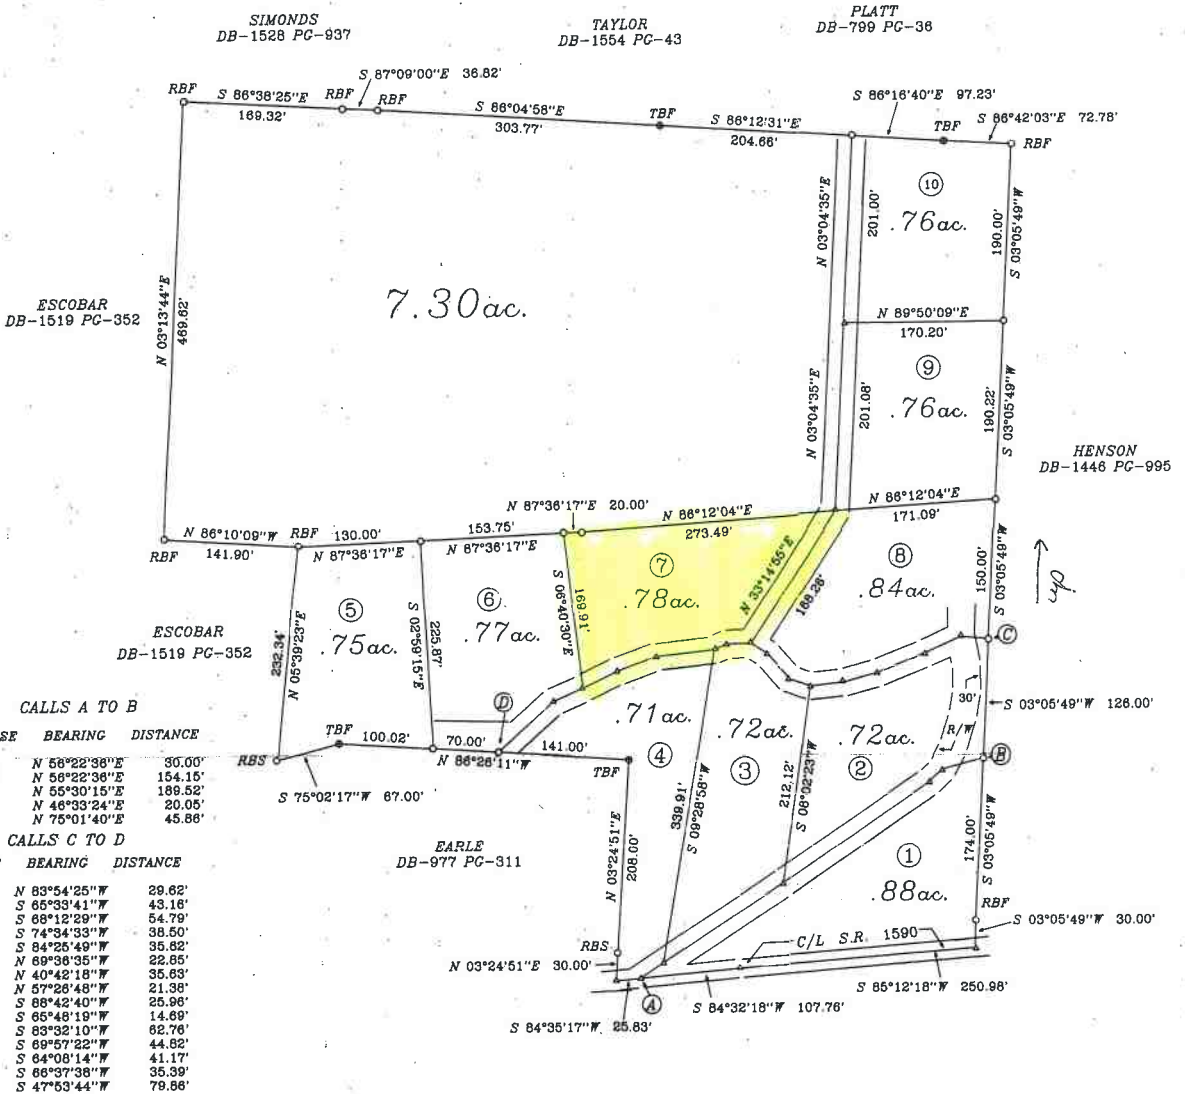 SIMONDS
DB-1528 PG-937
TAYLOR
DB-1554 PG-43
PLATT
DB-799 PG-36
S 87°09'00"E 36.82'
RBF
S 86°38'25"E
169.32'
RBF
RBF
S 86°04'58"E
303.77'
TBF
S 86°12'31"E
204.66'
S 86°16'40"E 97.23'
TBF
S 86°42'03"E 72.78'
RBF
N 03°04'35"E
201.00'
10
.76ac.
190.00'
S 03°05'49"W
ESCOBAR
DB-1519 PG-352
N 03°13'44"E
469.62'
7.30ac.
N 89°50'09"E
170.20'
N 03°04'35"E
201.08'
9
.76ac.
190.22'
S 03°05'49"W
HENSON
DB-1446 PG-995
N 87°36'17"E 20.00'
N 86°12'04"E
273.49'
N 86°12'04"E
171.09'
RBF
N 86°10'09"W
141.90'
RBF
130.00'
N 87°36'17"E
153.75'
N 87°36'17"E
S 06°40'30"E
169.91'
7
.78ac.
N 33°14'55"E
168.28'
8
.84ac.
150.00'
S 03°05'49"W
ESCOBAR
DB-1519 PG-352
232.34'
N 05°39'23"E
5
.75ac.
S 02°59'15"E
225.87'
6
.77ac.
C
30'
S 03°05'49"W 126.00'
R/W
B
D
TBF
100.02'
70.00'
N 86°26'11"W
141.00'
TBF
RBS
S 75°02'17"W 67.00'
.71ac.
4
.72ac.
3
.72ac.
2
339.91'
S 09°28'58"W
212.12'
S 08°02'23"W
CALLS A TO B
SE BEARING DISTANCE
N 56°22'36"E 30.00'
N 56°22'36"E 154.15'
N 55°30'15"E 189.52'
N 46°33'24"E 20.05'
N 75°01'40"E 45.86'
CALLS C TO D
BEARING DISTANCE
N 83°54'25"W 29.62'
S 65°33'41"W 43.16'
S 68°12'29"W 54.79'
S 74°34'33"W 38.50'
S 84°25'49"W 35.62'
N 69°36'35"W 22.85'
N 40°42'18"W 35.63'
N 57°26'48"W 21.38'
S 88°42'40"W 25.96'
S 65°48'19"W 14.69'
S 83°32'10"W 62.76'
S 69°57'22"W 44.82'
S 64°08'14"W 41.17'
S 66°37'38"W 35.39'
S 47°53'44"W 79.86'
EARLE
DB-977 PG-311
N 03°24'51"E
208.00'
1
.88ac.
174.00'
S 03°05'49"W
RBF
S 03°05'49"W 30.00'
RBS
N 03°24'51"E 30.00'
C/L S.R. 1590
A
S 84°35'17"W 25.83'
S 84°32'18"W 107.76'
S 85°12'18"W 250.98'